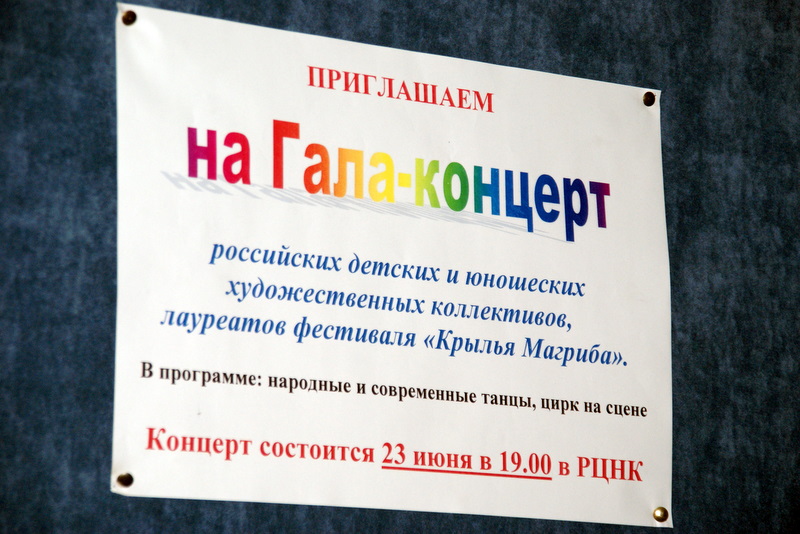 ПРИГЛАШАЕМ
на Гала-концерт
российских детских и юношеских
художественных коллективов,
лауреатов фестиваля «Крылья Магриба».
В программе: народные и современные танцы, цирк на сцене
Концерт состоится 23 июня в 19.00 в РЦНК